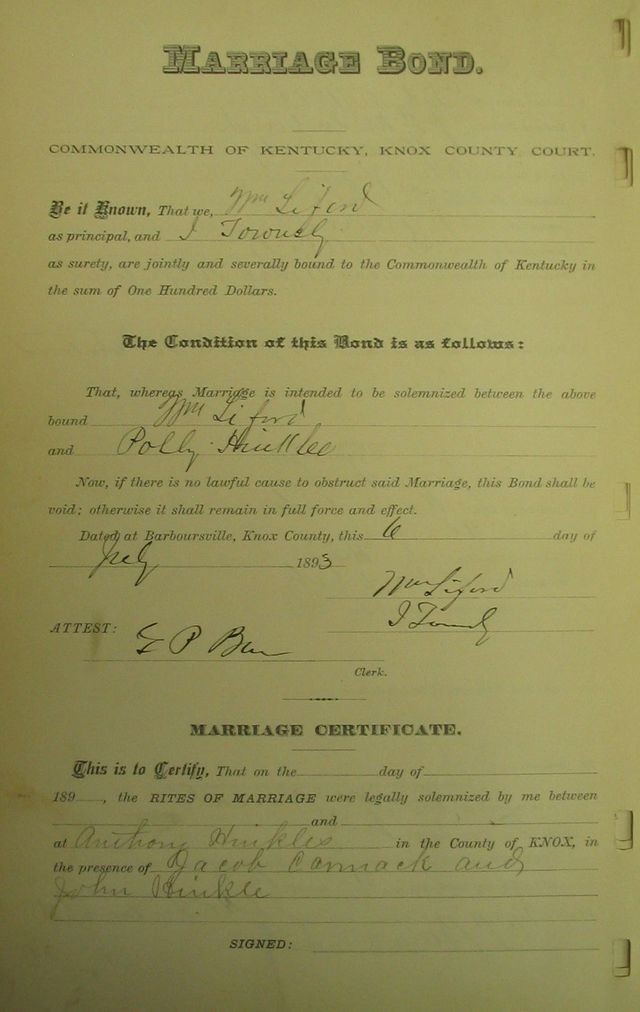 MARRIAGE BOND.
COMMONWEALTH OF KENTUCKY, KNOX COUNTY COURT.
Be it Known, That we, Wm Liford
as principal, and J Townsly
as surety, are jointly and severally bound to the Commonwealth of Kentucky in
the sum of One Hundred Dollars.
The Condition of this Bond is as follows:
That, whereas Marriage is intended to be solemnized between the above
bound Wm Liford
and Polly Hinkle
Now, if there is no lawful cause to obstruct said Marriage, this Bond shall be
void; otherwise it shall remain in full force and effect.
Dated at Barboursville, Knox County, this 6 day of
July 1893
Wm Liford
J Townsly
ATTEST: P
Clerk.
MARRIAGE CERTIFICATE.
This is to Certify, That on the day of
189 , the RITES OF MARRIAGE were legally solemnized by me between
and
at Anthony Hinkles in the County of KNOX, in
the presence of Jacob Cormack and
John Hinkle
SIGNED: